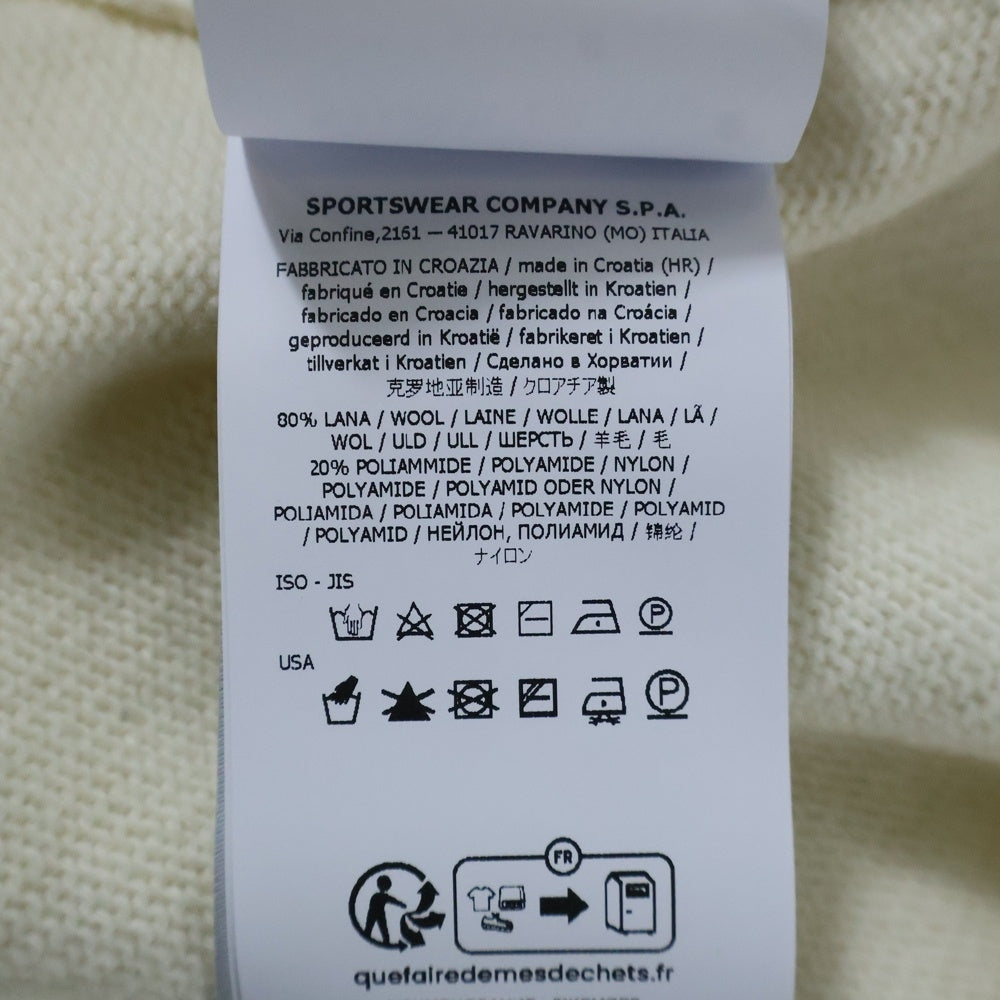 SPORTSWEAR COMPANY S.P.A.
Via Confine,2161 — 41017 RAVARINO (MO) ITALIA
FABBRICATO IN CROAZIA / made in Croatia (HR) /
fabriqué en Croatie / hergestellt in Kroatien /
fabricado en Croacia / fabricado na Croácia /
geproduceerd in Kroatië / fabrikeret i Kroatien /
tillverkat i Kroatien / Сделано в Хорватии /
克罗地亚制造 / クロアチア製
80% LANA / WOOL / LAINE / WOLLE / LANA / LÃ /
WOL / ULD / ULL / ШЕРСТЬ / 羊毛 / 毛
20% POLIAMMIDE / POLYAMIDE / NYLON /
POLYAMIDE / POLYAMID ODER NYLON /
POLIAMIDA / POLIAMIDA / POLYAMIDE / POLYAMID
/ POLYAMID / НЕЙЛОН, ПОЛИАМИД / 锦纶 /
ナイロン
ISO - JIS
P
USA
P
FR
quefairedemesdechets.fr